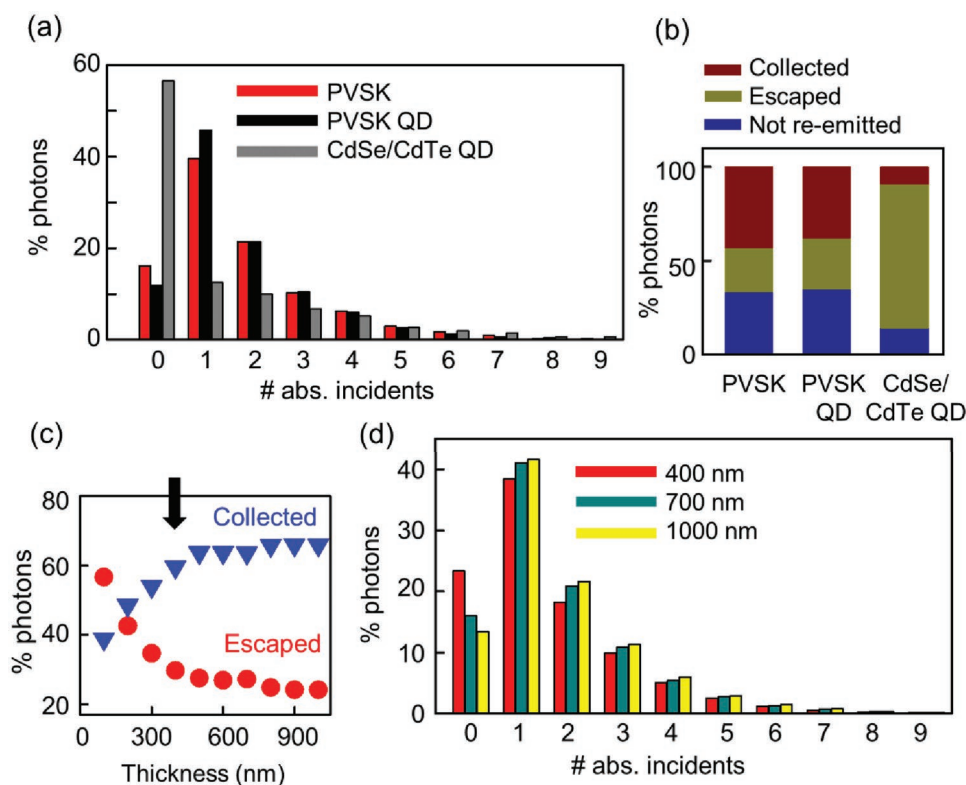 (a)
60
40
20
0
% photons
PVSK
PVSK QD
CdSe/CdTe QD
0 1 2 3 4 5 6 7 8 9
# abs. incidents
(b)
Collected
Escaped
Not re-emitted
100
50
0
% photons
PVSK PVSK CdSe/
QD CdTe QD
(c)
80
60
40
20
% photons
Collected
Escaped
0 300 600 900
Thickness (nm)
(d)
40
30
20
10
0
% photons
400 nm
700 nm
1000 nm
0 1 2 3 4 5 6 7 8 9
# abs. incidents